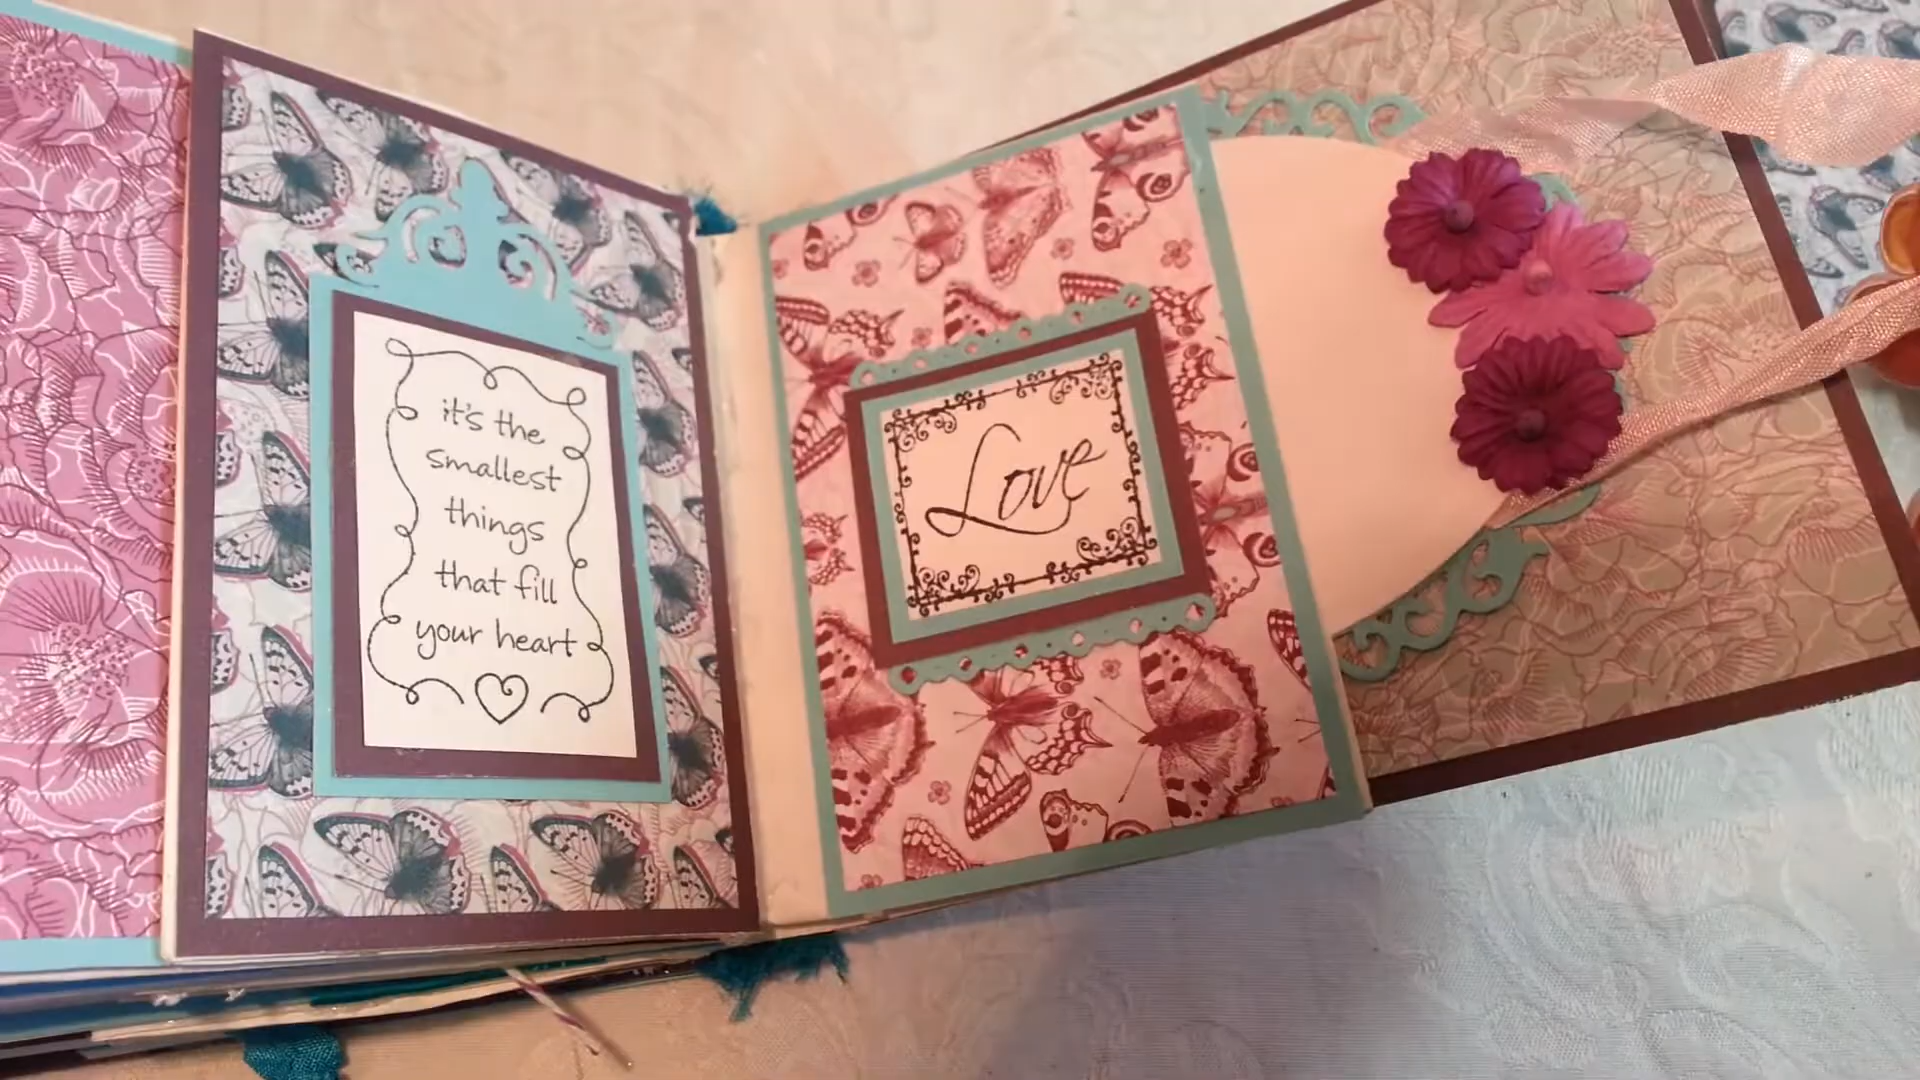 it's the
smallest
things
that fill
your heart
Love